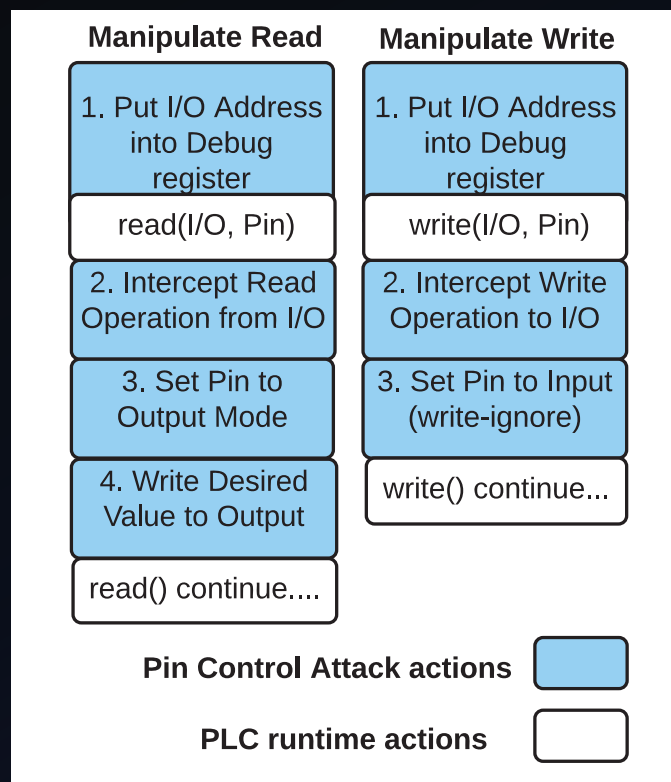 Manipulate Read
1. Put I/O Address
into Debug
register
read(I/O, Pin)
2. Intercept Read
Operation from I/O
3. Set Pin to
Output Mode
4. Write Desired
Value to Output
read() continue....
Manipulate Write
1. Put I/O Address
into Debug
register
write(I/O, Pin)
2. Intercept Write
Operation to I/O
3. Set Pin to Input
(write-ignore)
write() continue...
Pin Control Attack actions
PLC runtime actions